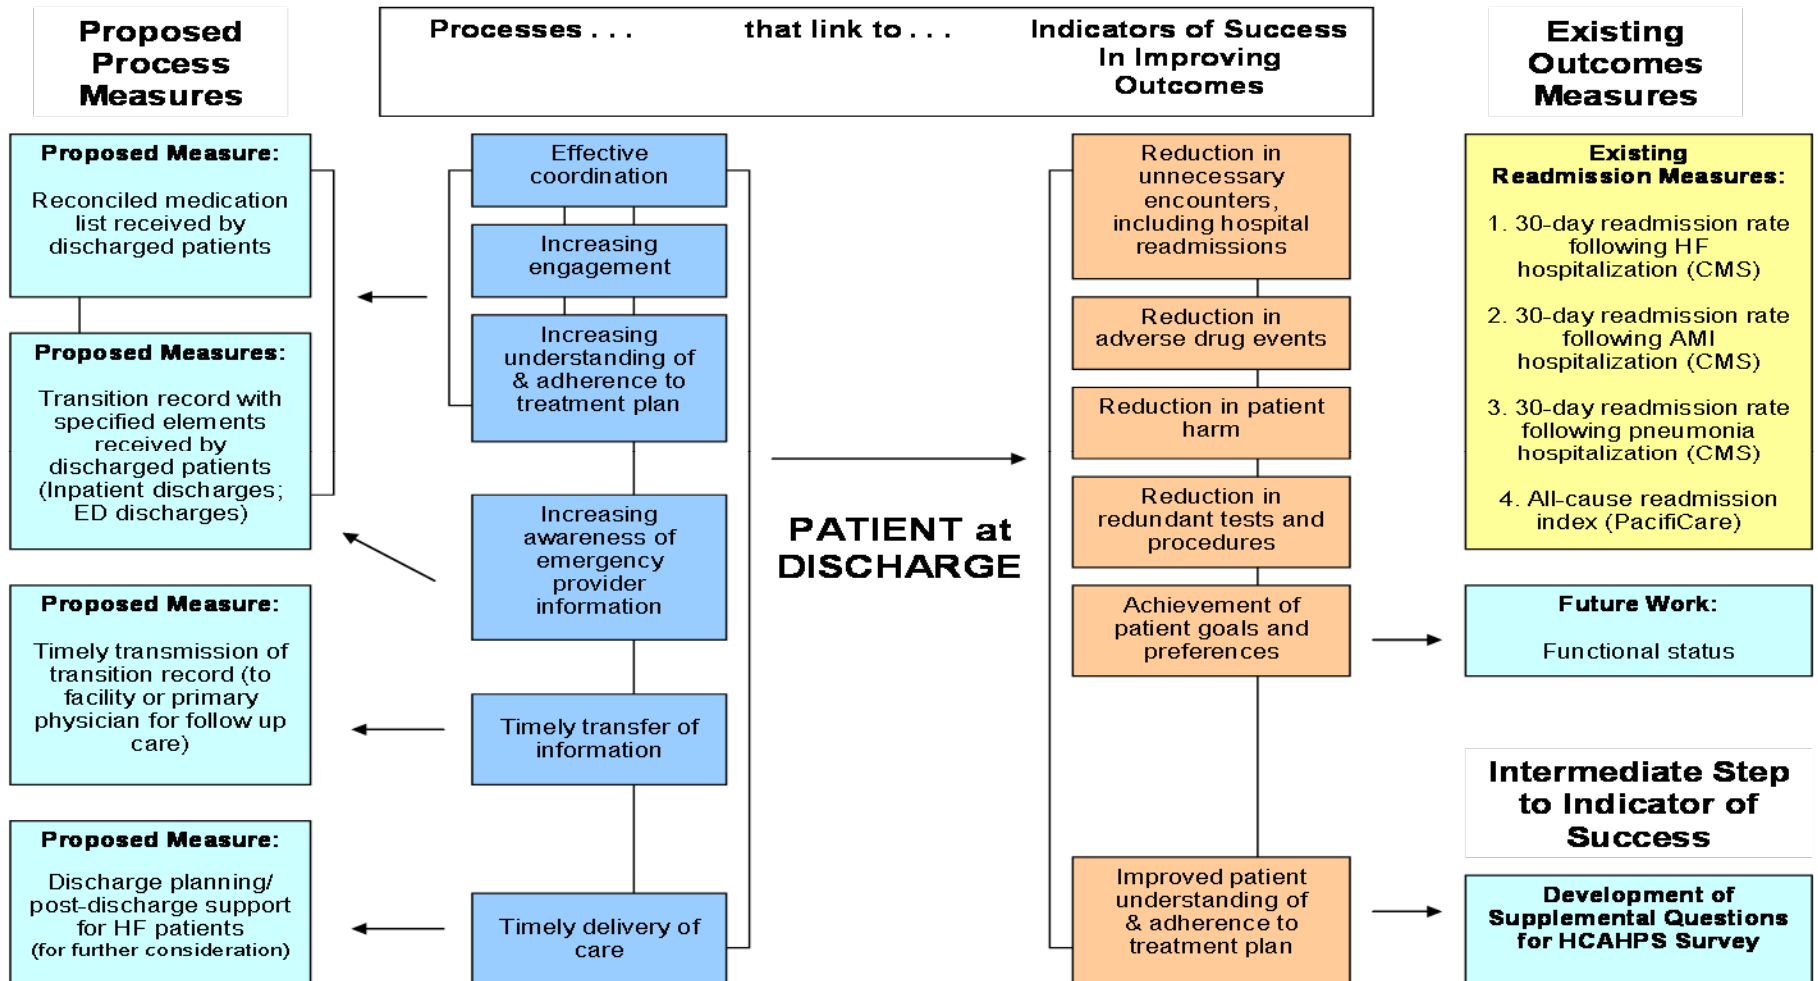 Proposed
Process
Measures
Processes . . . that link to . . . Indicators of Success
In Improving
Outcomes
Existing
Outcomes
Measures
Proposed Measure:
Reconciled medication
list received by
discharged patients
Proposed Measures:
Transition record with
specified elements
received by
discharged patients
(Inpatient discharges;
ED discharges)
Proposed Measure:
Timely transmission of
transition record (to
facility or primary
physician for follow up
care)
Proposed Measure:
Discharge planning/
post-discharge support
for HF patients
(for further consideration)
Effective
coordination
Increasing
engagement
Increasing
understanding of
& adherence to
treatment plan
Increasing
awareness of
emergency
provider
information
Timely transfer of
information
Timely delivery of
care
PATIENT at
DISCHARGE
Reduction in
unnecessary
encounters,
including hospital
readmissions
Reduction in
adverse drug events
Reduction in patient
harm
Reduction in
redundant tests and
procedures
Achievement of
patient goals and
preferences
Improved patient
understanding of
& adherence to
treatment plan
Existing
Readmission Measures:
1. 30-day readmission rate
following HF
hospitalization (CMS)
2. 30-day readmission rate
following AMI
hospitalization (CMS)
3. 30-day readmission rate
following pneumonia
hospitalization (CMS)
4. All-cause readmission
index (PacifiCare)
Future Work:
Functional status
Intermediate Step
to Indicator of
Success
Development of
Supplemental Questions
for HCAHPS Survey